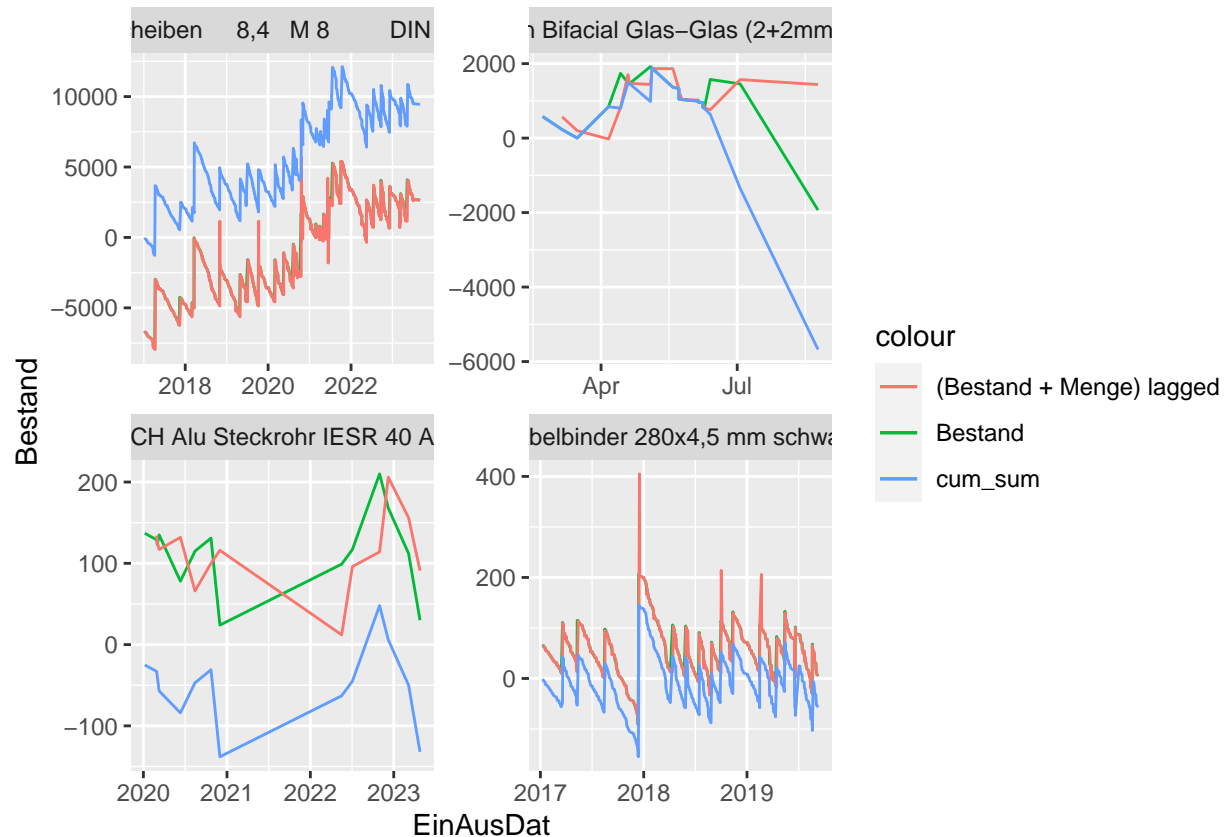 heiben 8,4 M 8 DIN
n Bifacial Glas−Glas (2+2mm
10000
5000
0
−5000
2018 2020 2022
2000
0
−2000
−4000
−6000
Apr Jul
CH Alu Steckrohr IESR 40 A
belbinder 280x4,5 mm schwa
200
100
0
−100
2020 2021 2022 2023
400
200
0
2017 2018 2019
Bestand
EinAusDat
colour
(Bestand + Menge) lagged
Bestand
cum_sum